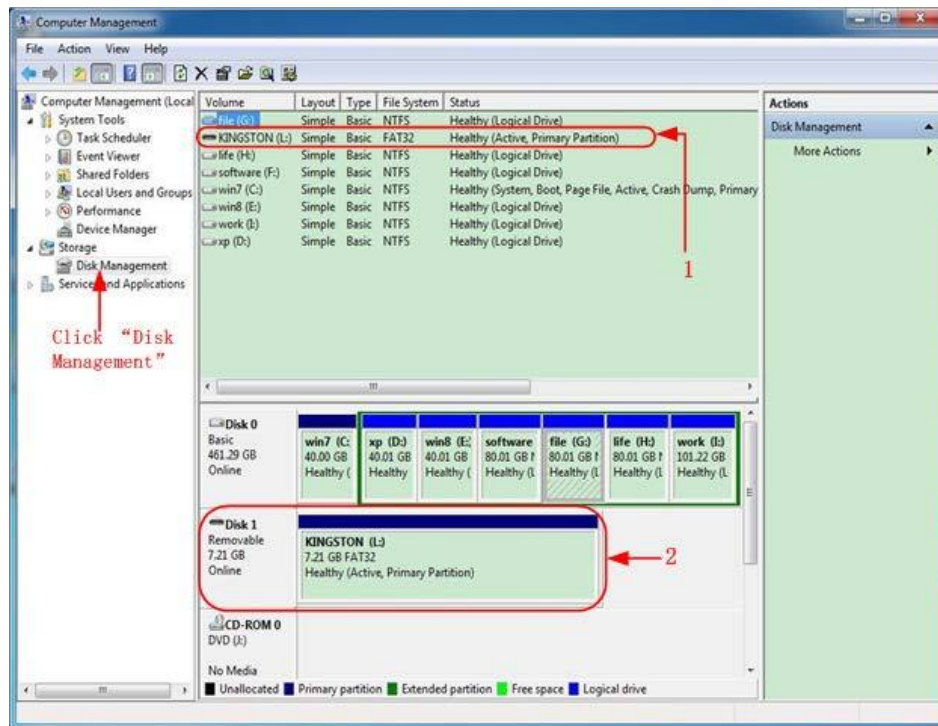 Computer Management
File Action View Help
Computer Management (Local
System Tools
Task Scheduler
Event Viewer
Shared Folders
Local Users and Groups
Performance
Device Manager
Storage
Disk Management
Services and Applications
Click “Disk
Management”
Volume Layout Type File System Status
file (G:) Simple Basic NTFS Healthy (Logical Drive)
KINGSTON (L:) Simple Basic FAT32 Healthy (Active, Primary Partition)
life (H:) Simple Basic NTFS Healthy (Logical Drive)
software (F:) Simple Basic NTFS Healthy (Logical Drive)
win7 (C:) Simple Basic NTFS Healthy (System, Boot, Page File, Active, Crash Dump, Primary
win8 (E:) Simple Basic NTFS Healthy (Logical Drive)
work (I:) Simple Basic NTFS Healthy (Logical Drive)
xp (D:) Simple Basic NTFS Healthy (Logical Drive)
1
Actions
Disk Management
More Actions
Disk 0
Basic
461.29 GB
Online
win7 (C: xp (D:) win8 (E: software file (G:) life (H:) work (I:)
40.00 GB 40.01 GB 40.01 GB 80.01 GB N 80.01 GB N 80.01 GB N 101.22 GB
Healthy ( Healthy Healthy ( Healthy (L Healthy (L Healthy (L Healthy (L
Disk 1
Removable
7.21 GB
Online
KINGSTON (L:)
7.21 GB FAT32
Healthy (Active, Primary Partition)
2
CD-ROM 0
DVD (J:)
No Media
Unallocated Primary partition Extended partition Free space Logical drive